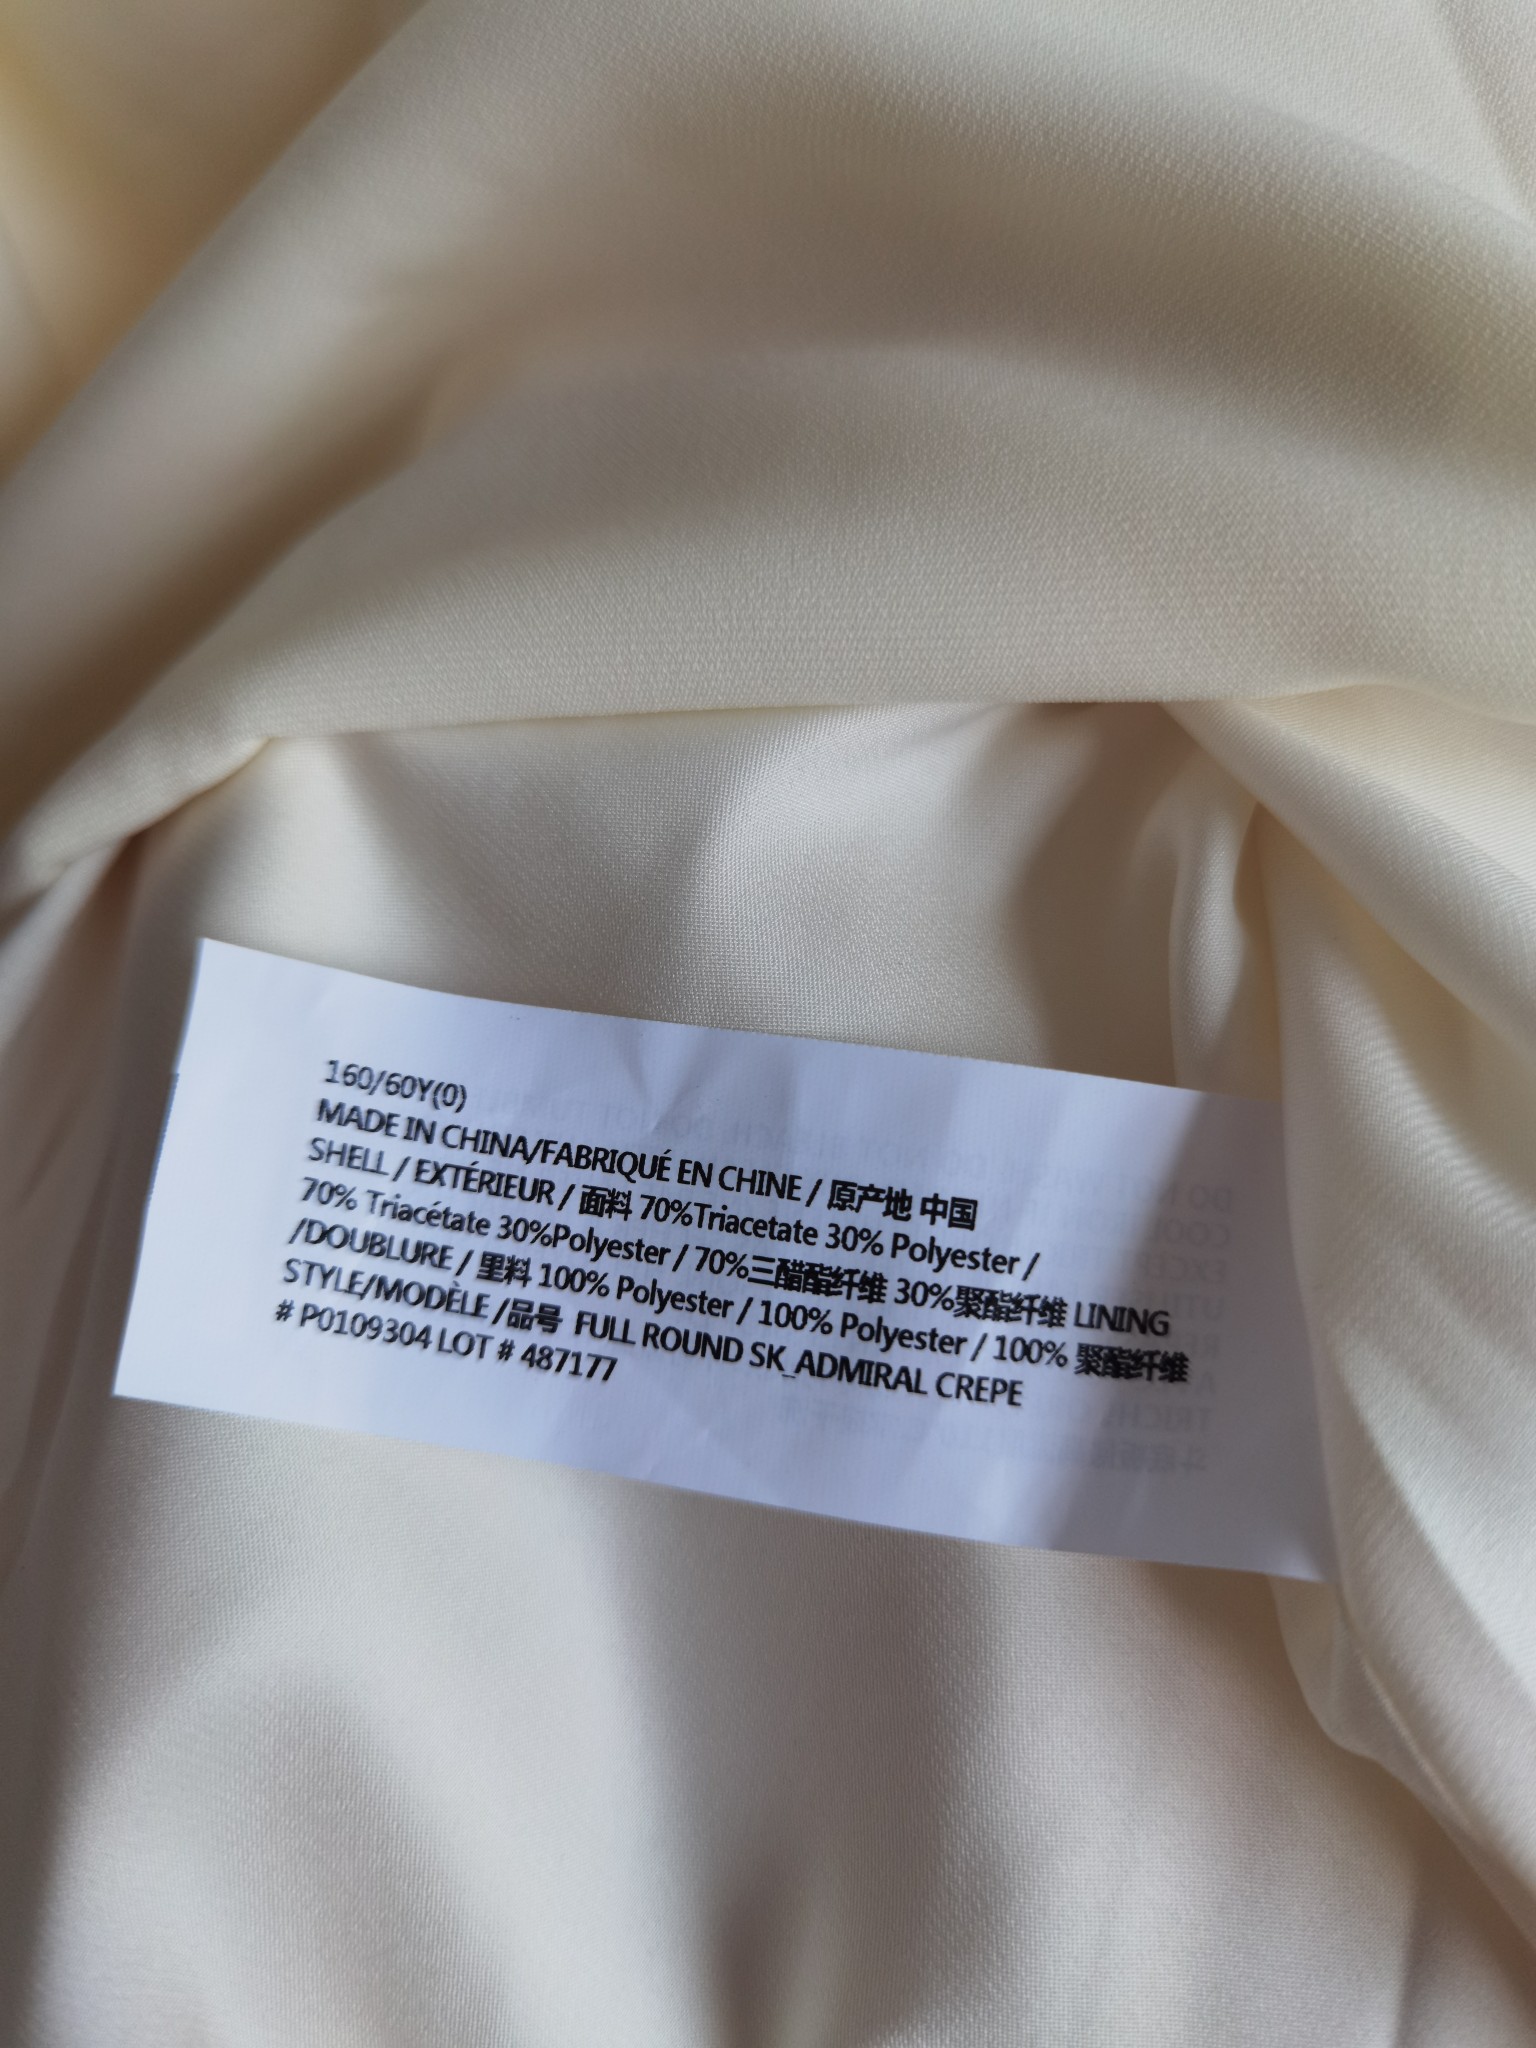 160/60Y(0)
MADE IN CHINA/FABRIQUÉ EN CHINE / 原产地 中国
SHELL / EXTÉRIEUR / 面料 70%Triacetate 30% Polyester /
70% Triacétate 30%Polyester / 70%三醋酯纤维 30%聚酯纤维 LINING
/DOUBLURE / 里料 100% Polyester / 100% Polyester / 100% 聚酯纤维
STYLE/MODÈLE /品号 FULL ROUND SK_ADMIRAL CREPE
# P0109304 LOT # 487177